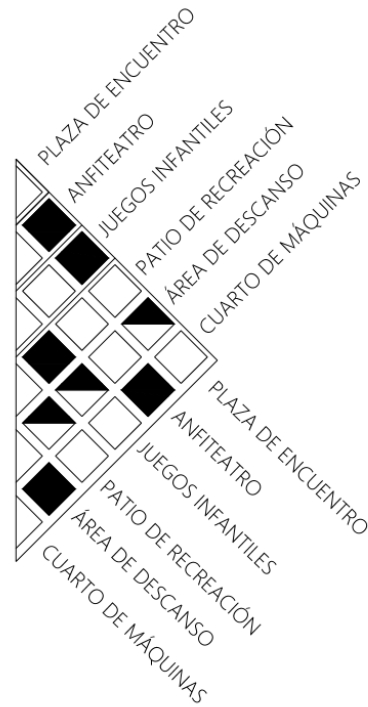 PLAZA DE ENCUENTRO
ANFITEATRO
JUEGOS INFANTILES
PATIO DE RECREACIÓN
ÁREA DE DESCANSO
CUARTO DE MÁQUINAS
PLAZA DE ENCUENTRO
ANFITEATRO
JUEGOS INFANTILES
PATIO DE RECREACIÓN
ÁREA DE DESCANSO
CUARTO DE MÁQUINAS